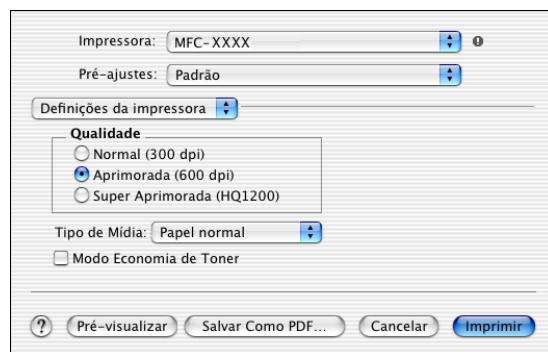 Impressora: MFC-XXXX
Pré-ajustes: Padrão
Definições da impressora
Qualidade
Normal (300 dpi)
Aprimorada (600 dpi)
Super Aprimorada (HQ1200)
Tipo de Mídia: Papel normal
Modo Economia de Toner
? Pré-visualizar Salvar Como PDF... Cancelar Imprimir